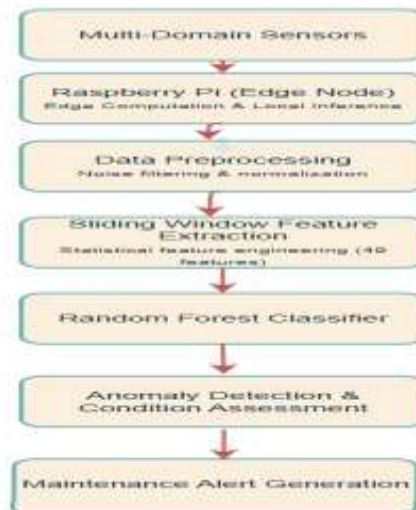 Multi-Domain Sensors
Raspberry Pi (Edge Node)
Edge Computation & Local Inference
Data Preprocessing
Noise filtering & normalization
Sliding Window Feature
Extraction
Statistical feature engineering (49
features)
Random Forest Classifier
Anomaly Detection &
Condition Assessment
Maintenance Alert Generation